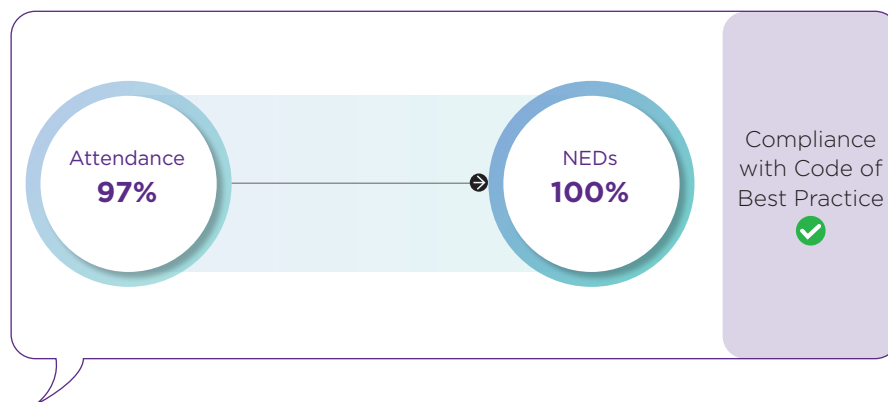 Attendance
97%
NEDs
100%
Compliance
with Code of
Best Practice